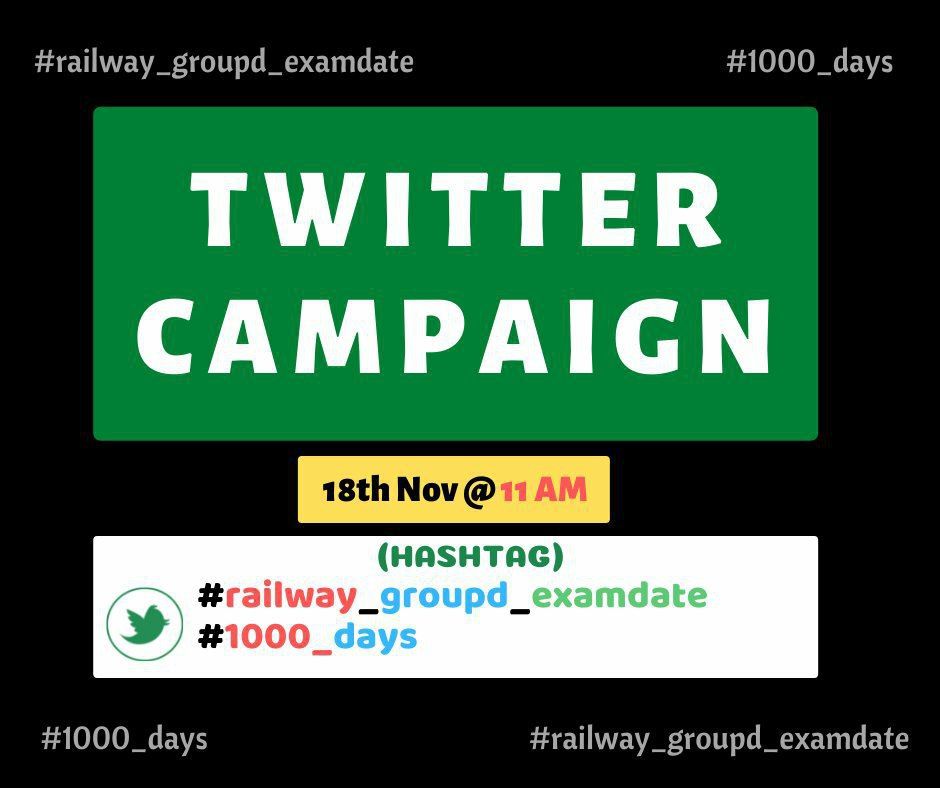 #railway_groupd_examdate #1000_days
TWITTER
CAMPAIGN
18th Nov @ 11 AM
(HASHTAG)
#railway_groupd_examdate
#1000_days
#1000_days #railway_groupd_examdate